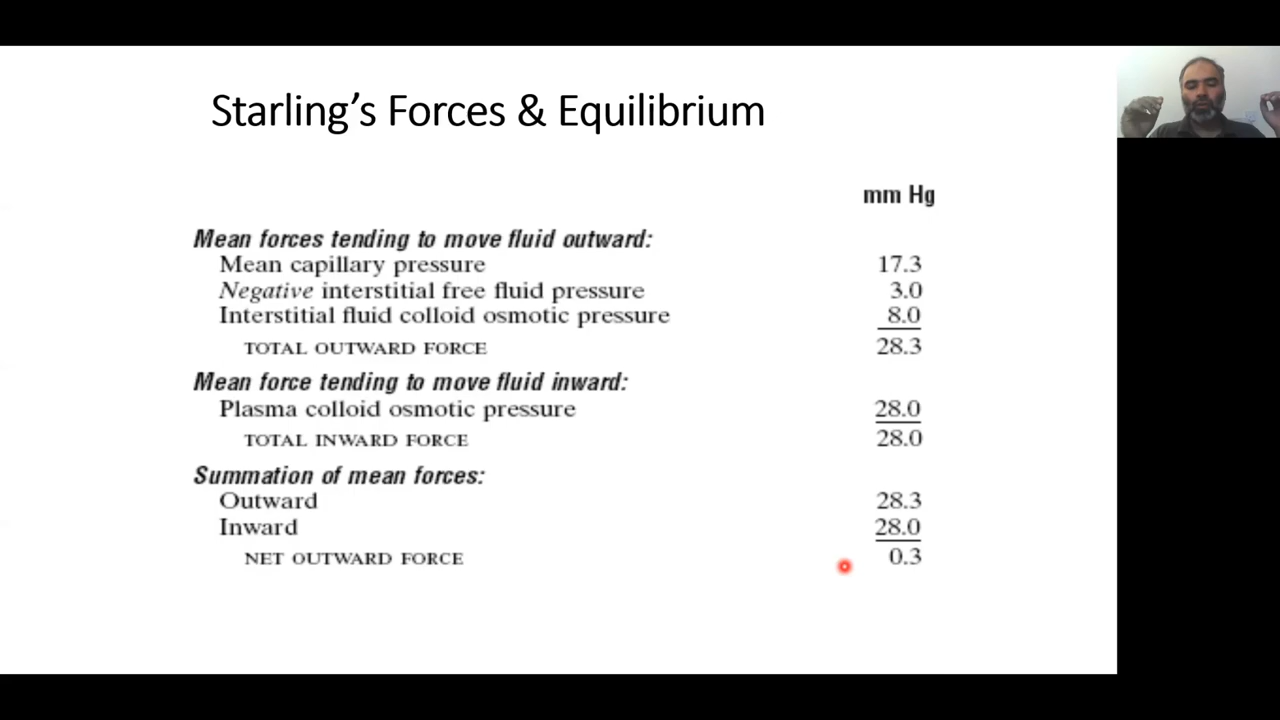 Starling’s Forces & Equilibrium
mm Hg
Mean forces tending to move fluid outward:
Mean capillary pressure 17.3
Negative interstitial free fluid pressure 3.0
Interstitial fluid colloid osmotic pressure 8.0
TOTAL OUTWARD FORCE 28.3
Mean force tending to move fluid inward:
Plasma colloid osmotic pressure 28.0
TOTAL INWARD FORCE 28.0
Summation of mean forces:
Outward 28.3
Inward 28.0
NET OUTWARD FORCE 0.3